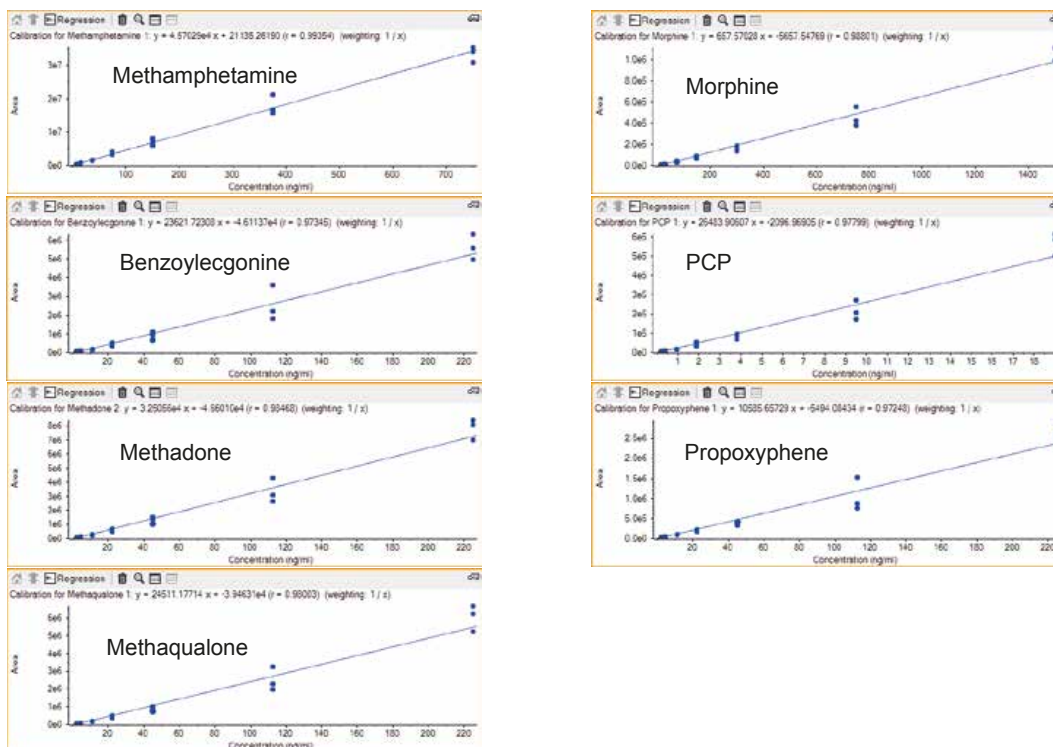 Regression
Calibration for Methamphetamine 1: y = 4.57025e4 x + 21138.26190 (r = 0.99354) (weighting: 1 / x)
Methamphetamine
Area
3e7
2e7
1e7
0e0
100 200 300 400 500 600 700
Concentration (ng/ml)
Regression
Calibration for Benzoylecgonine 1: y = 23621.72308 x + -4.61137e4 (r = 0.97345) (weighting: 1 / x)
Benzoylecgonine
Area
6e6
5e6
4e6
3e6
2e6
1e6
0e0
20 40 60 80 100 120 140 160 180 200 220
Concentration (ng/ml)
Regression
Calibration for Methadone 2: y = 3.25055e4 x + -4.56010e4 (r = 0.98468) (weighting: 1 / x)
Methadone
Area
8e6
7e6
6e6
5e6
4e6
3e6
2e6
1e6
0e0
20 40 60 80 100 120 140 160 180 200 220
Concentration (ng/ml)
Regression
Calibration for Methaqualone 1: y = 24511.17714 x + -3.94631e4 (r = 0.98003) (weighting: 1 / x)
Methaqualone
Area
6e6
5e6
4e6
3e6
2e6
1e6
0e0
20 40 60 80 100 120 140 160 180 200 220
Concentration (ng/ml)
Regression
Calibration for Morphine 1: y = 657.57028 x + -5657.54769 (r = 0.98801) (weighting: 1 / x)
Morphine
Area
1.0e6
8.0e5
6.0e5
4.0e5
2.0e5
0.0e0
200 400 600 800 1000 1200 1400
Concentration (ng/ml)
Regression
Calibration for PCP 1: y = 26483.90607 x + -2096.96905 (r = 0.97799) (weighting: 1 / x)
PCP
Area
6e5
5e5
4e5
3e5
2e5
1e5
0e0
1 2 3 4 5 6 7 8 9 10 11 12 13 14 15 16 17 18
Concentration (ng/ml)
Regression
Calibration for Propoxyphene 1: y = 10585.65729 x + -5494.08434 (r = 0.97248) (weighting: 1 / x)
Propoxyphene
Area
2.5e6
2.0e6
1.5e6
1.0e6
5.0e5
0.0e0
20 40 60 80 100 120 140 160 180 200 220
Concentration (ng/ml)